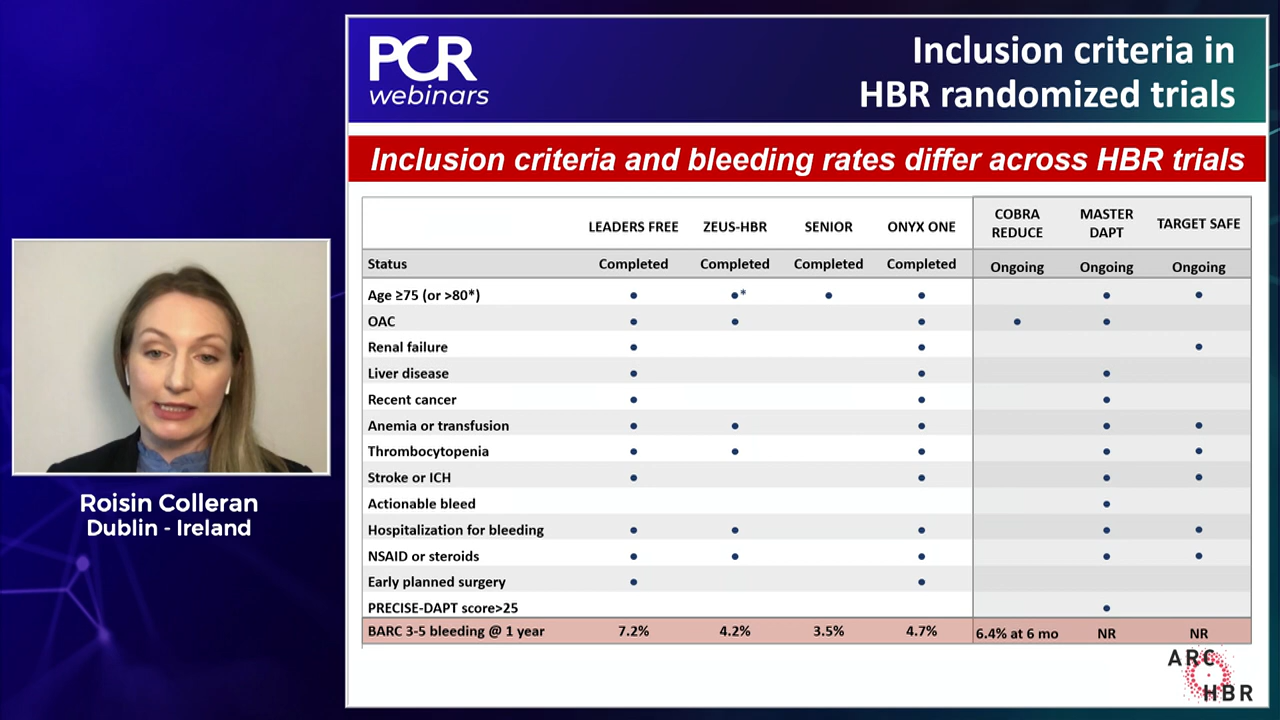 PCR
webinars
Inclusion criteria in
HBR randomized trials
Inclusion criteria and bleeding rates differ across HBR trials
LEADERS FREE ZEUS-HBR SENIOR ONYX ONE COBRA REDUCE MASTER DAPT TARGET SAFE
Status Completed Completed Completed Completed Ongoing Ongoing Ongoing
Age ≥75 (or >80*) • •* • • • •
OAC • • • • •
Renal failure • • •
Liver disease • • •
Recent cancer • • •
Anemia or transfusion • • • • •
Thrombocytopenia • • • • •
Stroke or ICH • • • •
Actionable bleed •
Hospitalization for bleeding • • • • •
NSAID or steroids • • • • •
Early planned surgery • •
PRECISE-DAPT score>25 •
BARC 3-5 bleeding @ 1 year 7.2% 4.2% 3.5% 4.7% 6.4% at 6 mo NR NR
ARC
HBR
Roisin Colleran
Dublin - Ireland